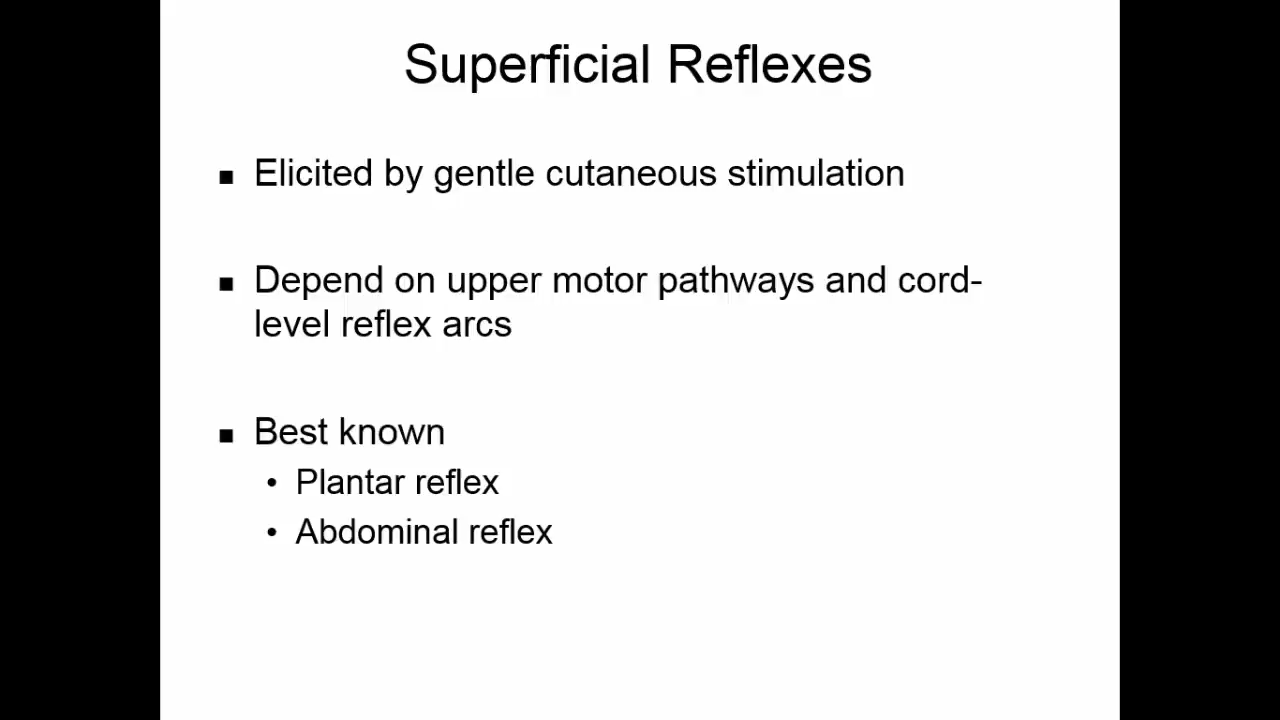 Superficial Reflexes
▪ Elicited by gentle cutaneous stimulation
▪ Depend on upper motor pathways and cord-
level reflex arcs
▪ Best known
• Plantar reflex
• Abdominal reflex